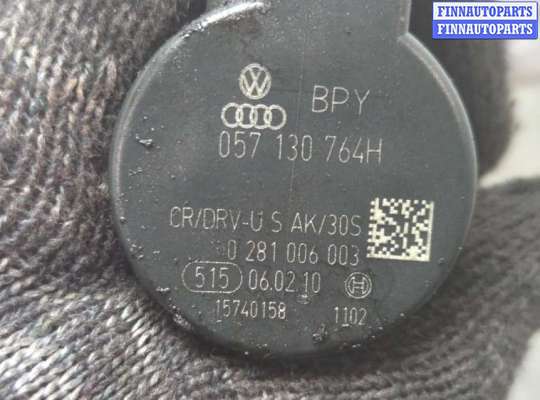 FINNAUTOPARTS
FINNAUTOPARTS
BPY
057 130 764H
CR/DRV-U S AK/30S
0 281 006 003
515 06.02.10
15740158 1102